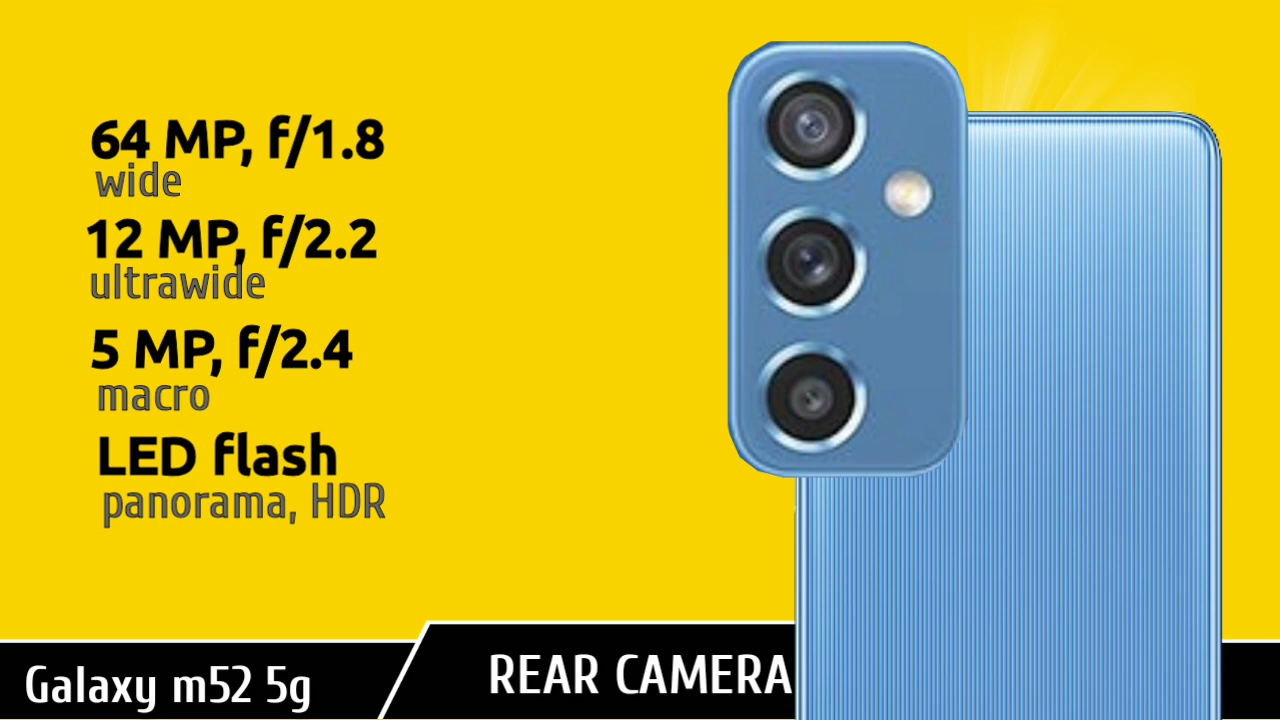 64 MP, f/1.8
wide
12 MP, f/2.2
ultrawide
5 MP, f/2.4
macro
LED flash
panorama, HDR
Galaxy m52 5g
REAR CAMERA